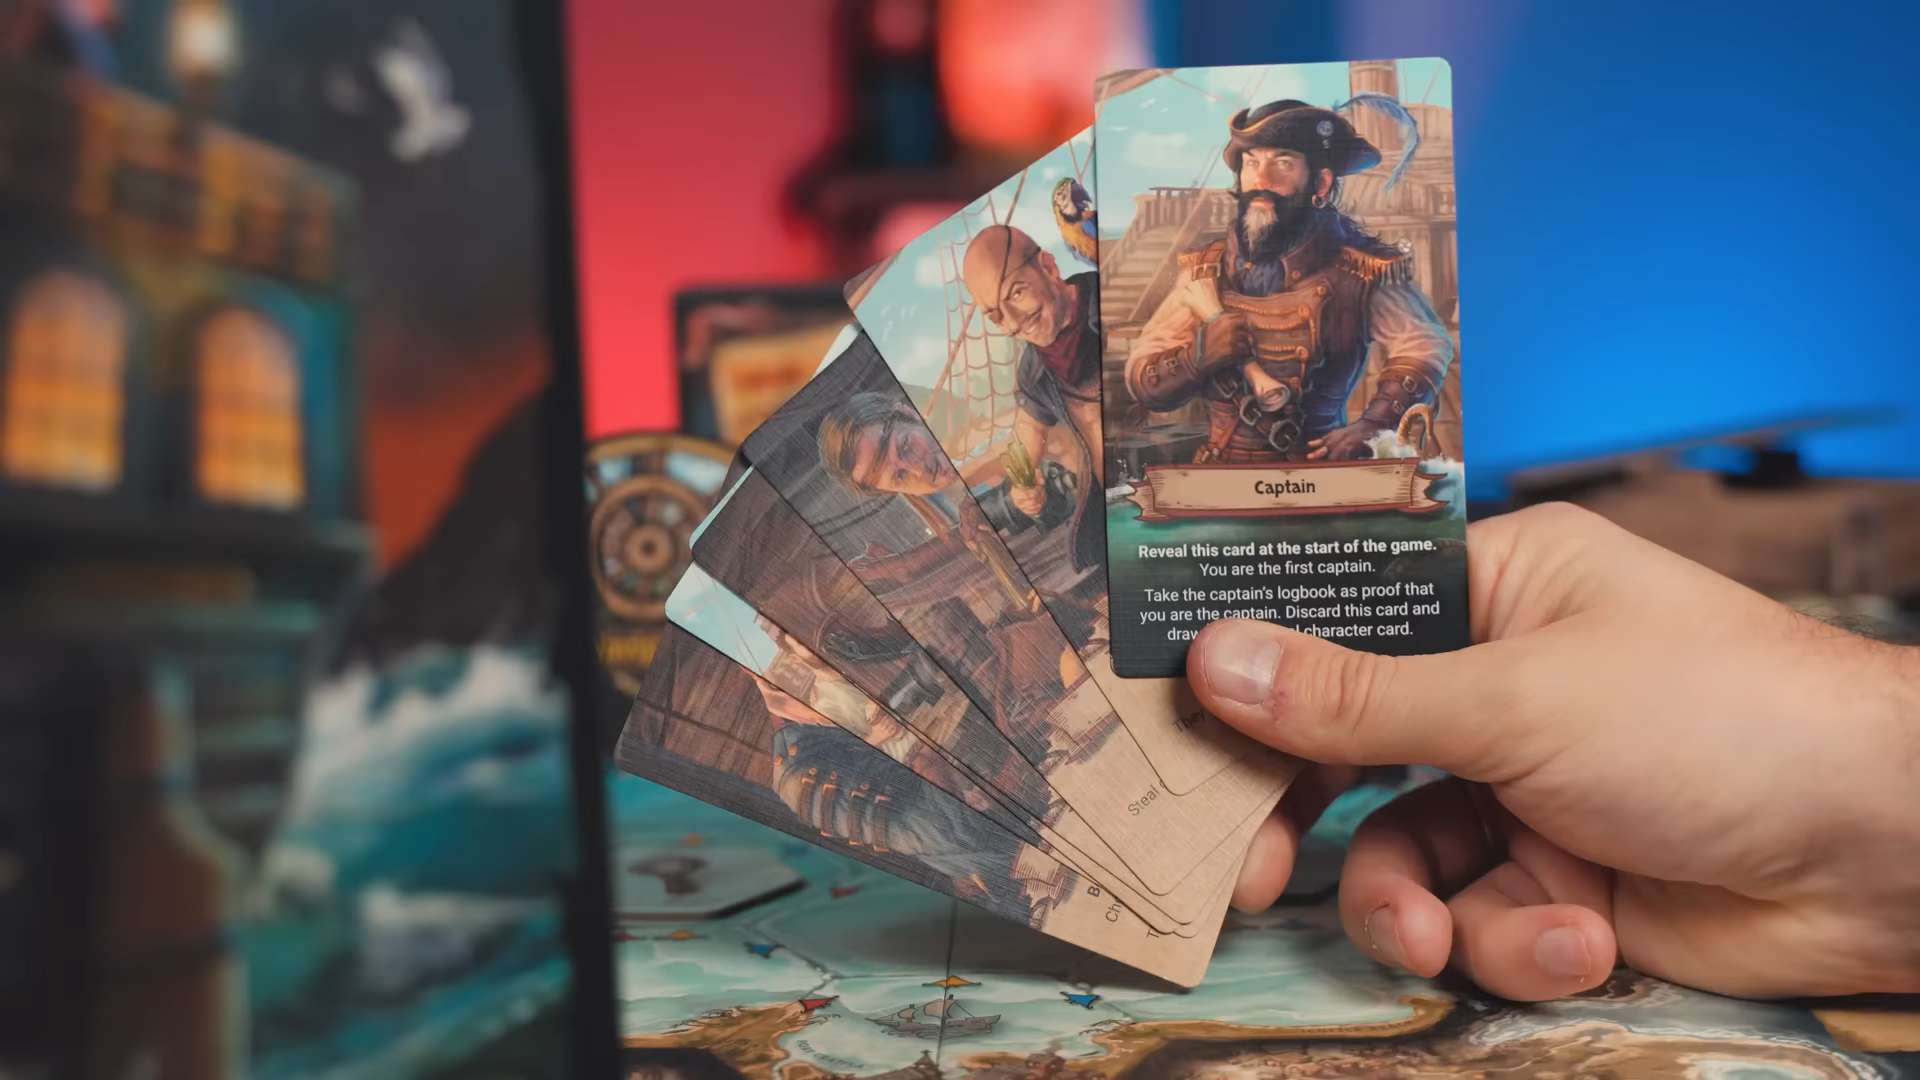 Captain
Reveal this card at the start of the game.
You are the first captain.
Take the captain's logbook as proof that
you are the captain. Discard this card and
character card.
They
Steal